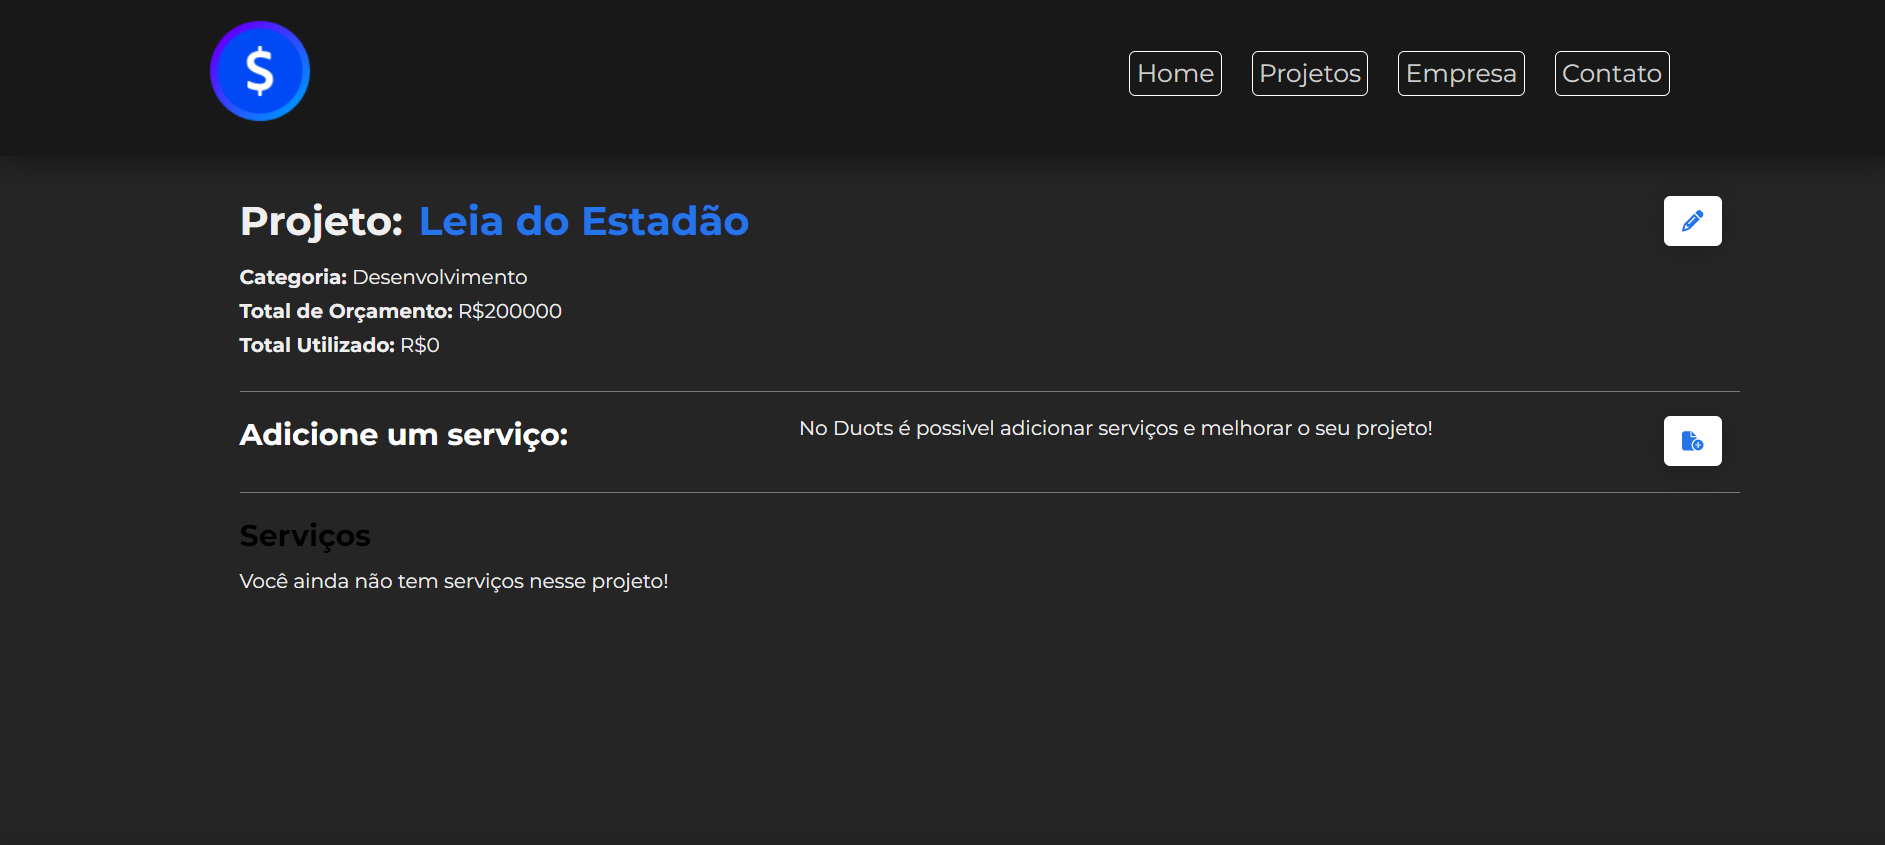 $
Home Projetos Empresa Contato
Projeto: Leia do Estadão
Categoria: Desenvolvimento
Total de Orçamento: R$200000
Total Utilizado: R$0
Adicione um serviço: No Duots é possivel adicionar serviços e melhorar o seu projeto!
Serviços
Você ainda não tem serviços nesse projeto!